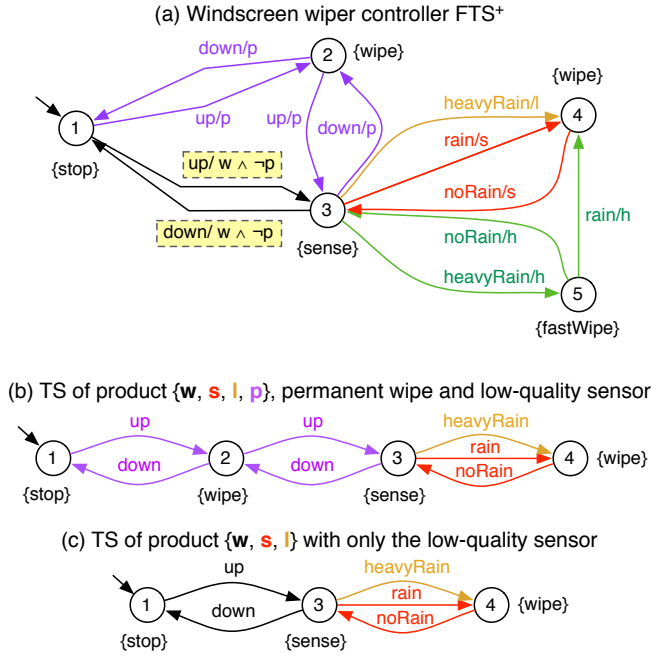 (a) Windscreen wiper controller FTS⁺
down/p
2
{wipe}
{wipe}
1
up/p
up/p
down/p
heavyRain/l
4
rain/s
{stop}
up/ w ∧ ¬p
noRain/s
3
rain/h
down/ w ∧ ¬p
noRain/h
{sense}
heavyRain/h
5
{fastWipe}
(b) TS of product {w, s, l, p}, permanent wipe and low-quality sensor
up
up
heavyRain
rain
1
down
2
down
3
noRain
4
{wipe}
{stop}
{wipe}
{sense}
(c) TS of product {w, s, l} with only the low-quality sensor
up
heavyRain
rain
1
down
3
noRain
4
{wipe}
{stop}
{sense}